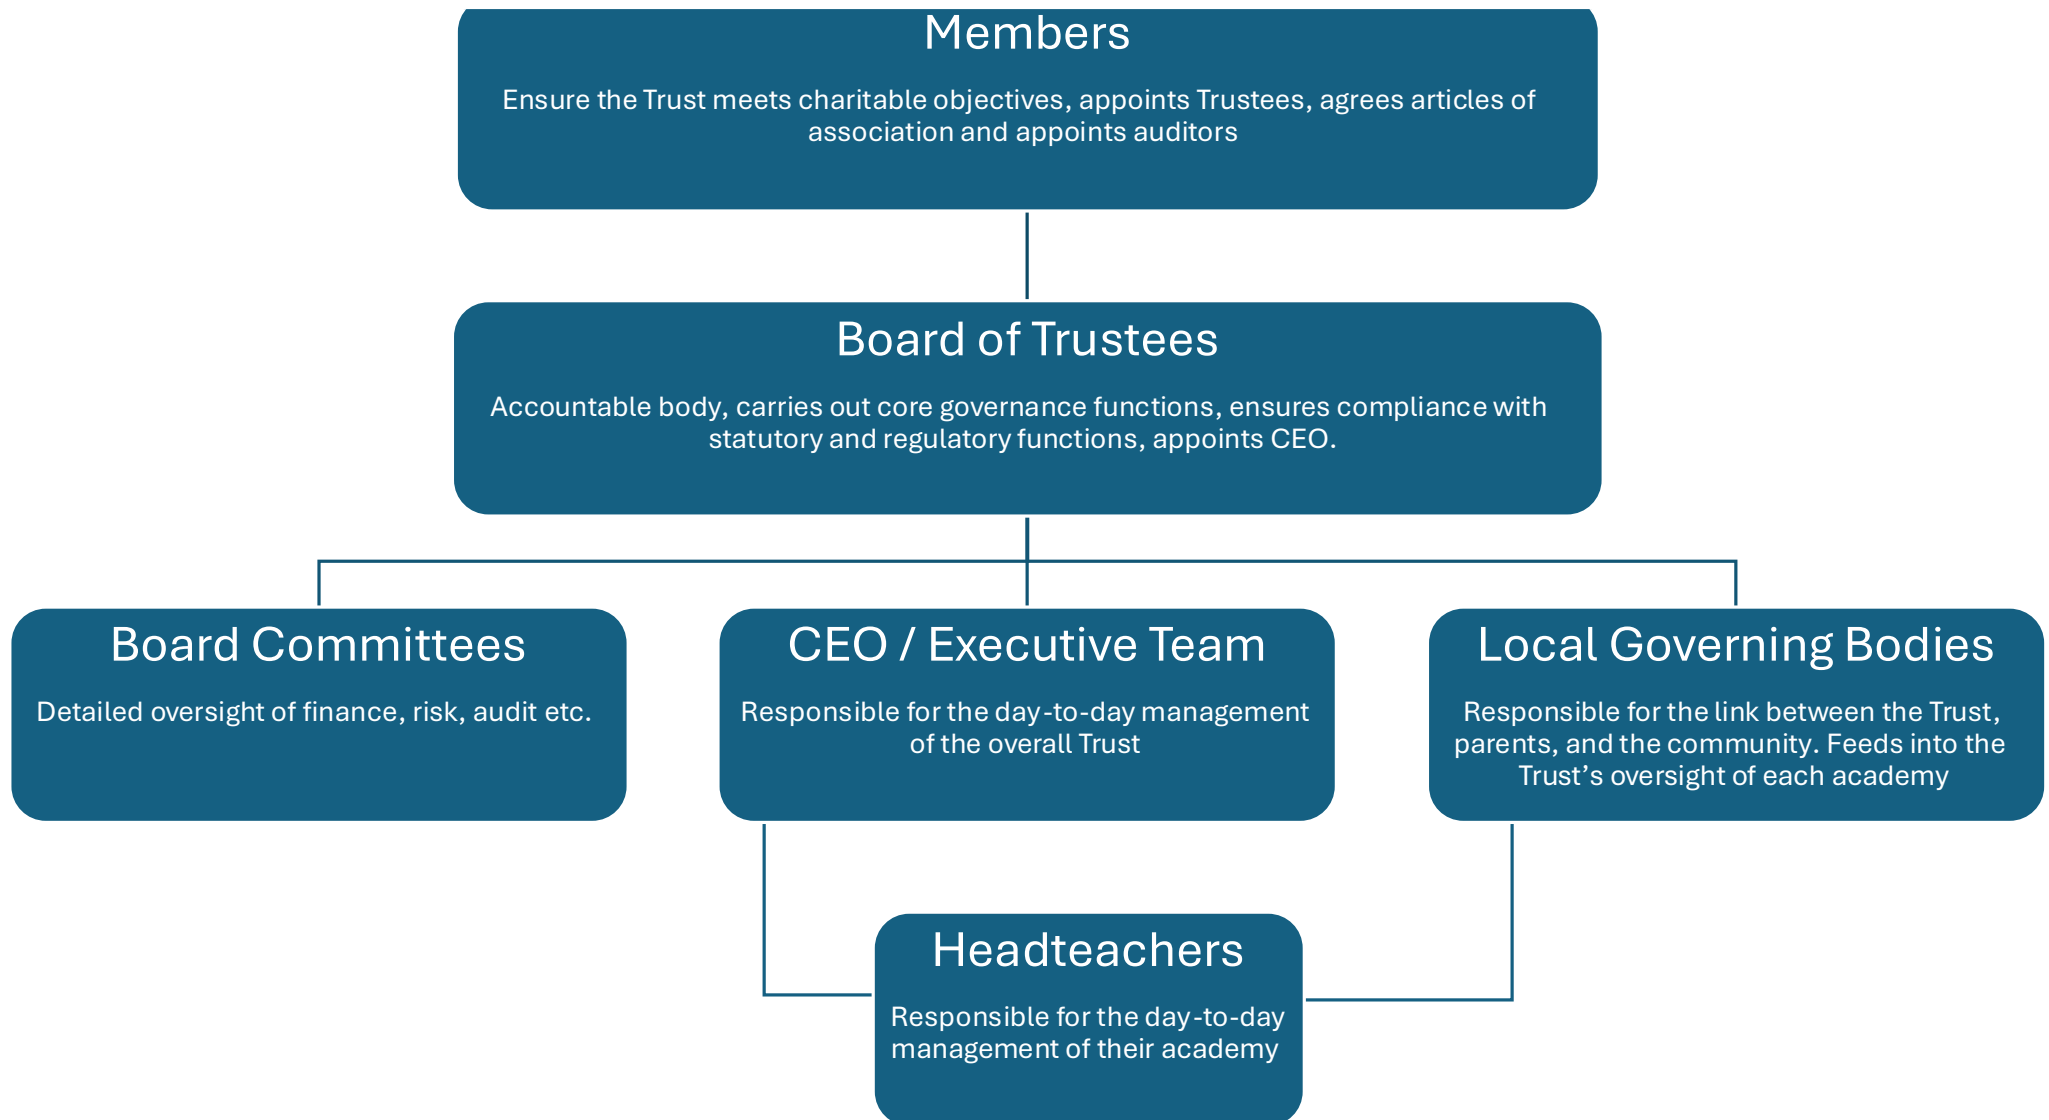 Members
Ensure the Trust meets charitable objectives, appoints Trustees, agrees articles of
association and appoints auditors
Board of Trustees
Accountable body, carries out core governance functions, ensures compliance with
statutory and regulatory functions, appoints CEO.
Board Committees
Detailed oversight of finance, risk, audit etc.
CEO / Executive Team
Responsible for the day-to-day management
of the overall Trust
Local Governing Bodies
Responsible for the link between the Trust,
parents, and the community. Feeds into the
Trust’s oversight of each academy
Headteachers
Responsible for the day-to-day
management of their academy